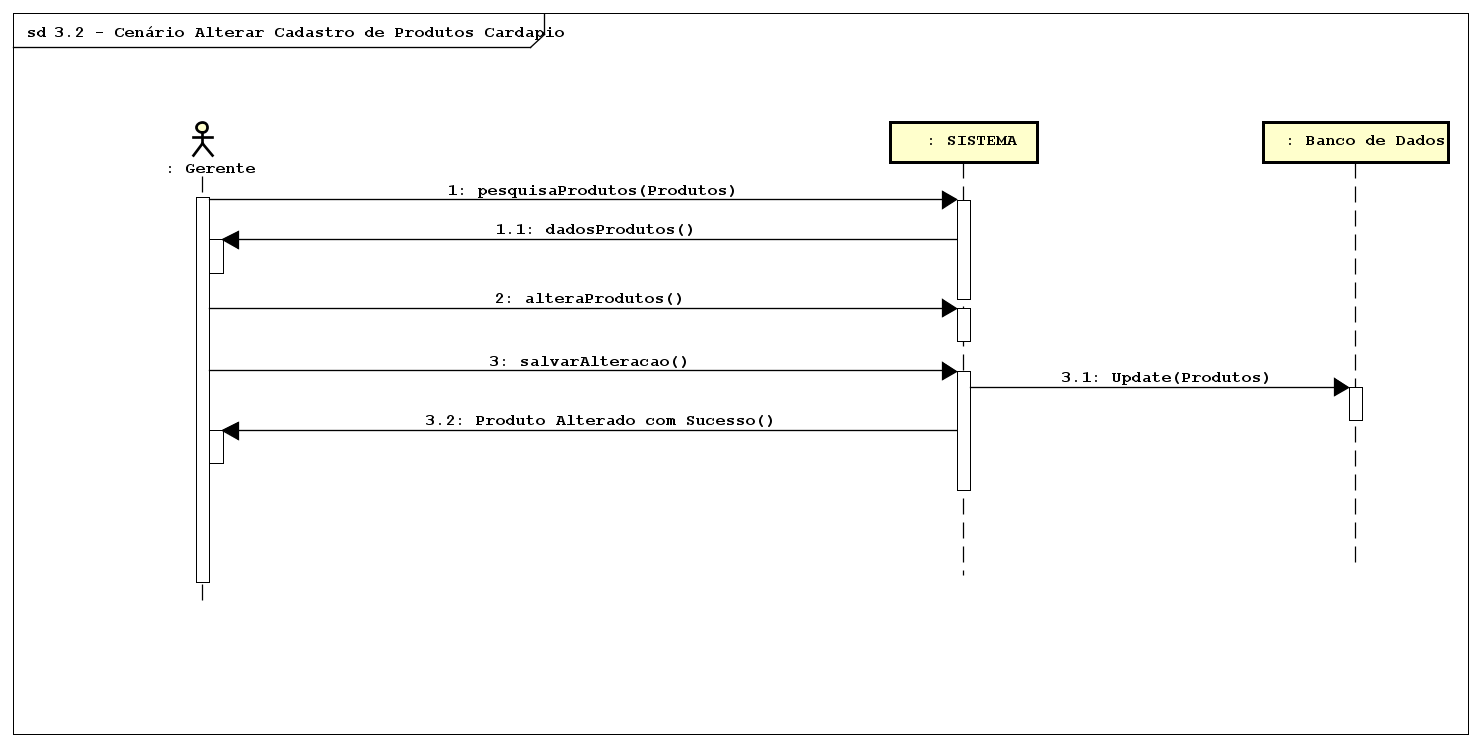 sd 3.2 - Cenário Alterar Cadastro de Produtos Cardapio
: Gerente
: SISTEMA
: Banco de Dados
1: pesquisaProdutos(Produtos)
1.1: dadosProdutos()
2: alteraProdutos()
3: salvarAlteracao()
3.1: Update(Produtos)
3.2: Produto Alterado com Sucesso()